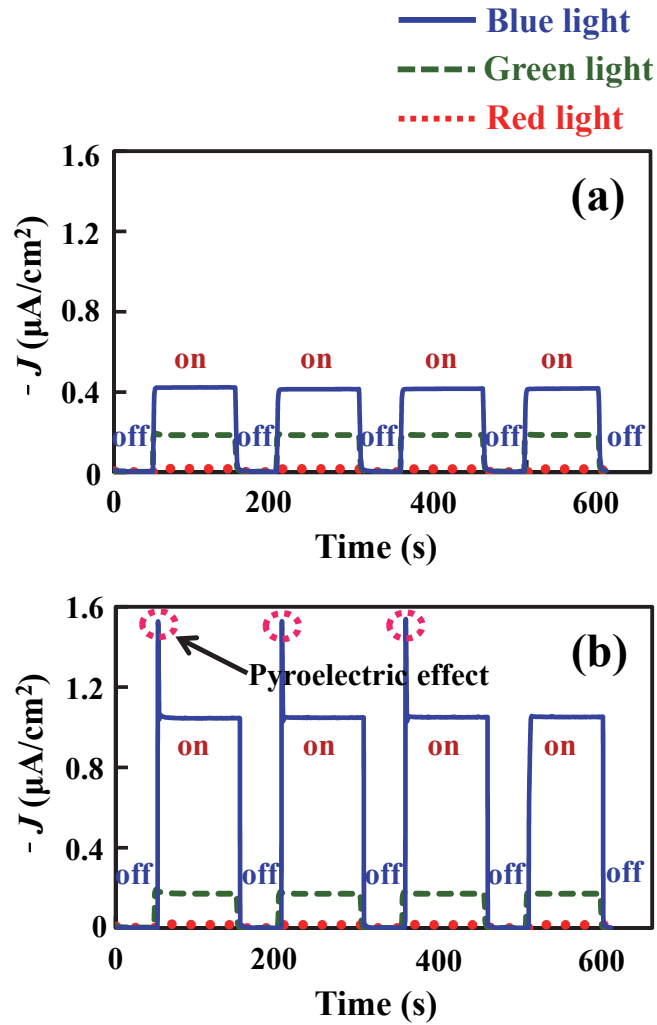 Blue light
Green light
Red light
(a)
- J (µA/cm²)
1.6
1.2
0.8
0.4
0
on on on on
off off off off off
0 200 400 600
Time (s)
(b)
- J (µA/cm²)
1.6
1.2
0.8
0.4
0
Pyroelectric effect
on on on on
off off off off off
0 200 400 600
Time (s)